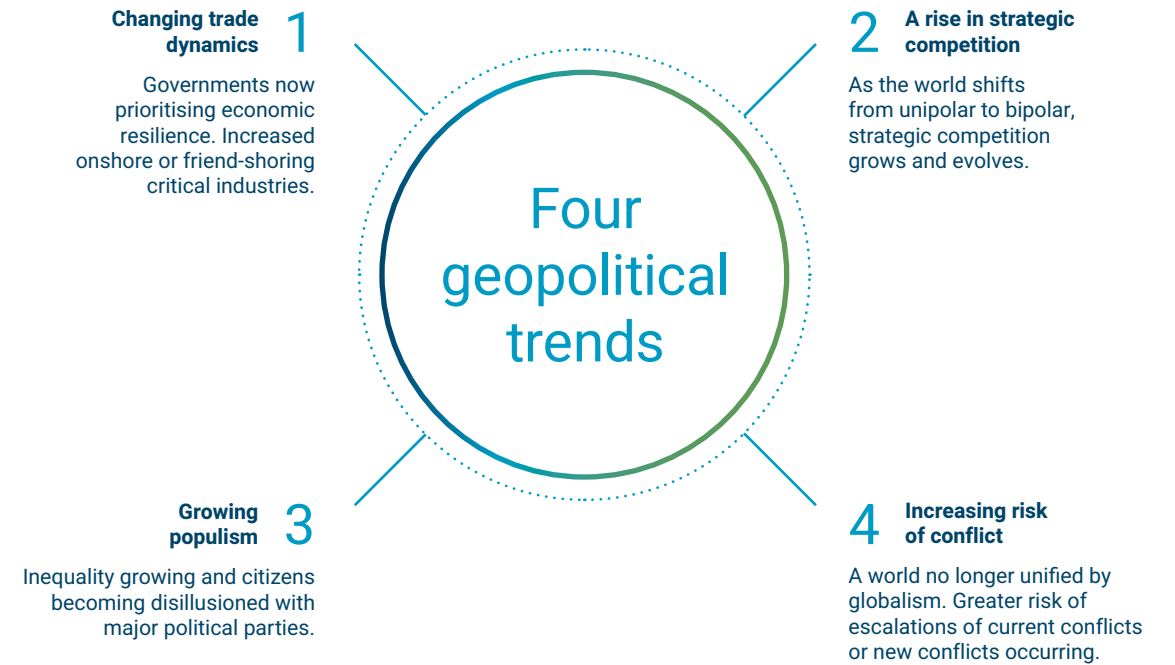 Changing trade
dynamics
1
Governments now
prioritising economic
resilience. Increased
onshore or friend-shoring
critical industries.
2
A rise in strategic
competition
As the world shifts
from unipolar to bipolar,
strategic competition
grows and evolves.
Four
geopolitical
trends
Growing
populism
3
Inequality growing and citizens
becoming disillusioned with
major political parties.
4
Increasing risk
of conflict
A world no longer unified by
globalism. Greater risk of
escalations of current conflicts
or new conflicts occurring.